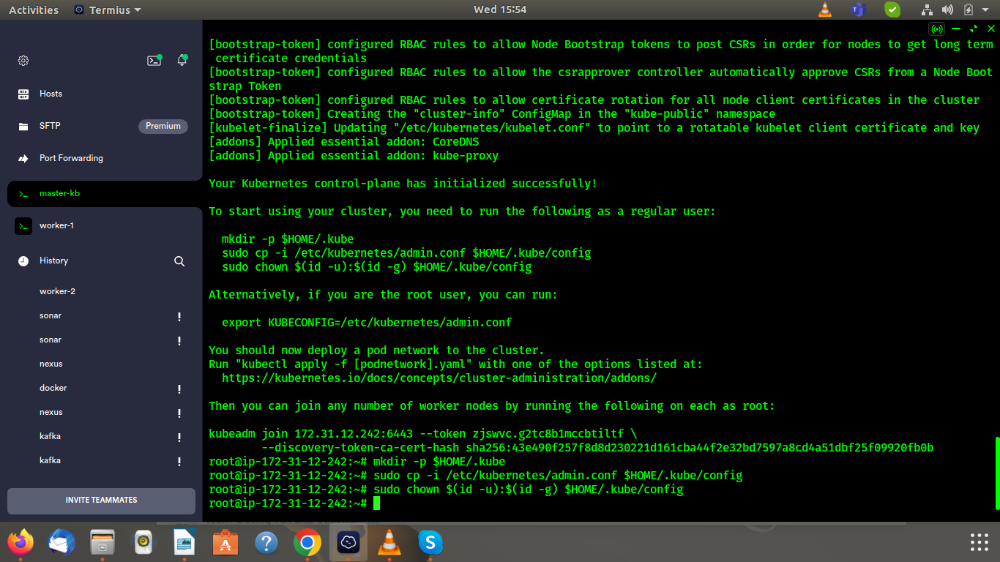 Activities
Termius
Wed 15:54
Hosts
SFTP
Premium
Port Forwarding
master-kb
worker-1
History
worker-2
sonar
sonar
nexus
docker
nexus
kafka
kafka
INVITE TEAMMATES
[bootstrap-token] configured RBAC rules to allow Node Bootstrap tokens to post CSRs in order for nodes to get long term
 certificate credentials
[bootstrap-token] configured RBAC rules to allow the csrapprover controller automatically approve CSRs from a Node Boot
strap Token
[bootstrap-token] configured RBAC rules to allow certificate rotation for all node client certificates in the cluster
[bootstrap-token] Creating the "cluster-info" ConfigMap in the "kube-public" namespace
[kubelet-finalize] Updating "/etc/kubernetes/kubelet.conf" to point to a rotatable kubelet client certificate and key
[addons] Applied essential addon: CoreDNS
[addons] Applied essential addon: kube-proxy
Your Kubernetes control-plane has initialized successfully!
To start using your cluster, you need to run the following as a regular user:
  mkdir -p $HOME/.kube
  sudo cp -i /etc/kubernetes/admin.conf $HOME/.kube/config
  sudo chown $(id -u):$(id -g) $HOME/.kube/config
Alternatively, if you are the root user, you can run:
  export KUBECONFIG=/etc/kubernetes/admin.conf
You should now deploy a pod network to the cluster.
Run "kubectl apply -f [podnetwork].yaml" with one of the options listed at:
  https://kubernetes.io/docs/concepts/cluster-administration/addons/
Then you can join any number of worker nodes by running the following on each as root:
kubeadm join 172.31.12.242:6443 --token zjswvc.g2tc8b1mccbtiltf \
        --discovery-token-ca-cert-hash sha256:43e490f257f8d8d230221d161cba44f2e32bd7597a8cd4a51dbf25f09920fb0b
root@ip-172-31-12-242:~# mkdir -p $HOME/.kube
root@ip-172-31-12-242:~# sudo cp -i /etc/kubernetes/admin.conf $HOME/.kube/config
root@ip-172-31-12-242:~# sudo chown $(id -u):$(id -g) $HOME/.kube/config
root@ip-172-31-12-242:~#